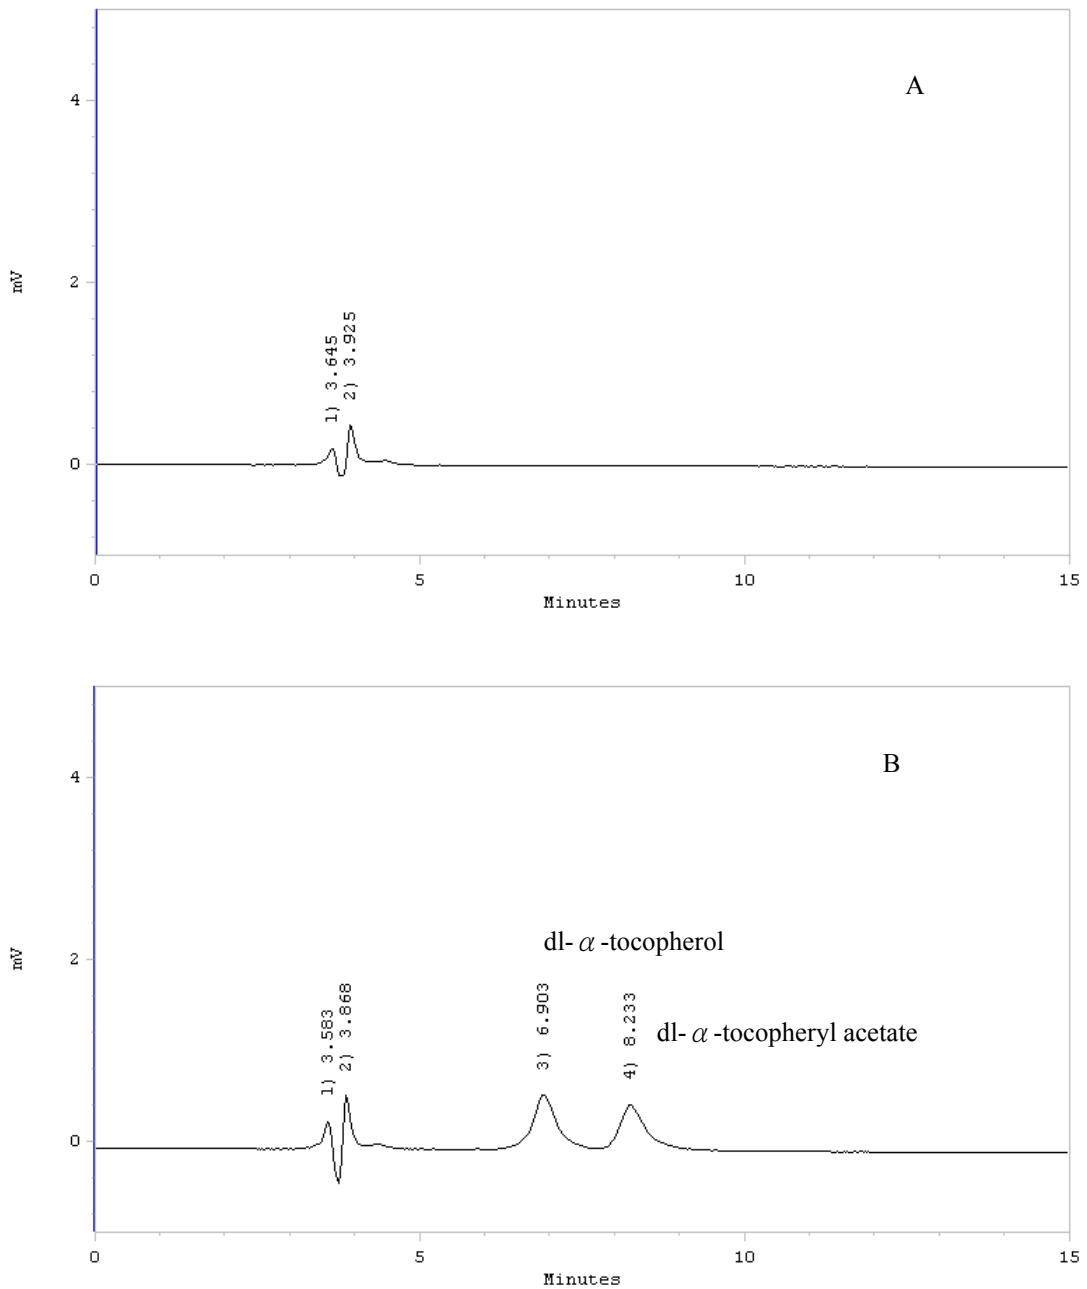 A
4
2
0
mV
1) 3.645
2) 3.925
0
5
10
15
Minutes
B
4
2
0
mV
dl- α -tocopherol
dl- α -tocopheryl acetate
1) 3.583
2) 3.868
3) 6.903
4) 8.233
0
5
10
15
Minutes